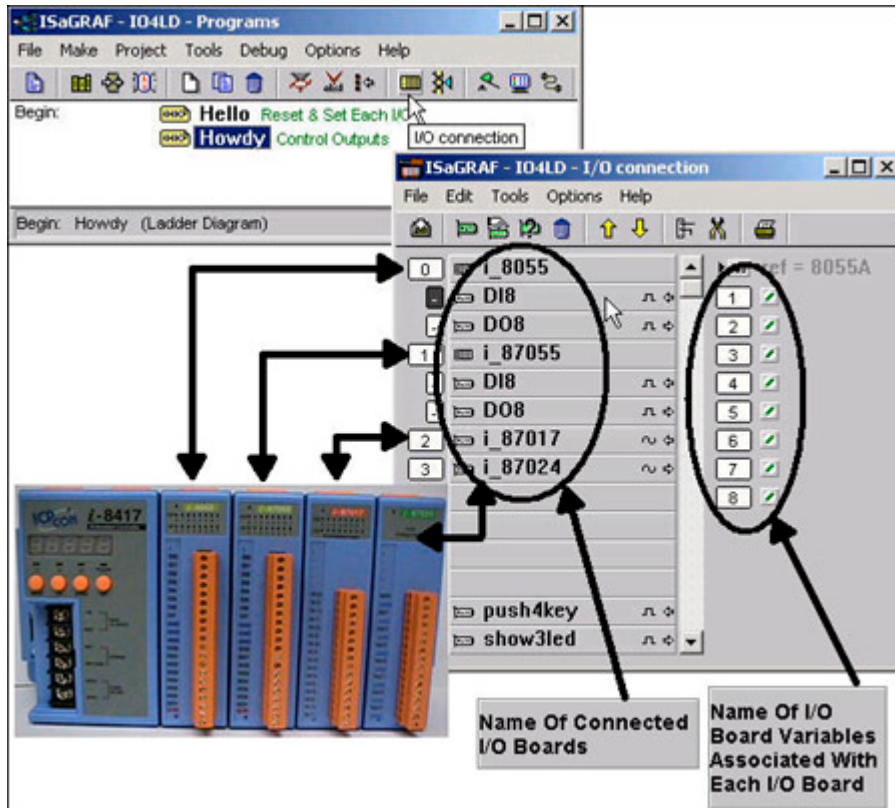 ISaGRAF - IO4LD - Programs
File Make Project Tools Debug Options Help
Begin:
Hello Reset & Set Each I/O
Howdy Control Outputs
I/O connection
Begin: Howdy (Ladder Diagram)
ISaGRAF - IO4LD - I/O connection
File Edit Tools Options Help
0 i_8055
DI8
DO8
1 i_87055
DI8
DO8
2 i_87017
3 i_87024
push4key
show3led
ref = 8055A
1
2
3
4
5
6
7
8
i-8417
Name Of Connected
I/O Boards
Name Of I/O
Board Variables
Associated With
Each I/O Board